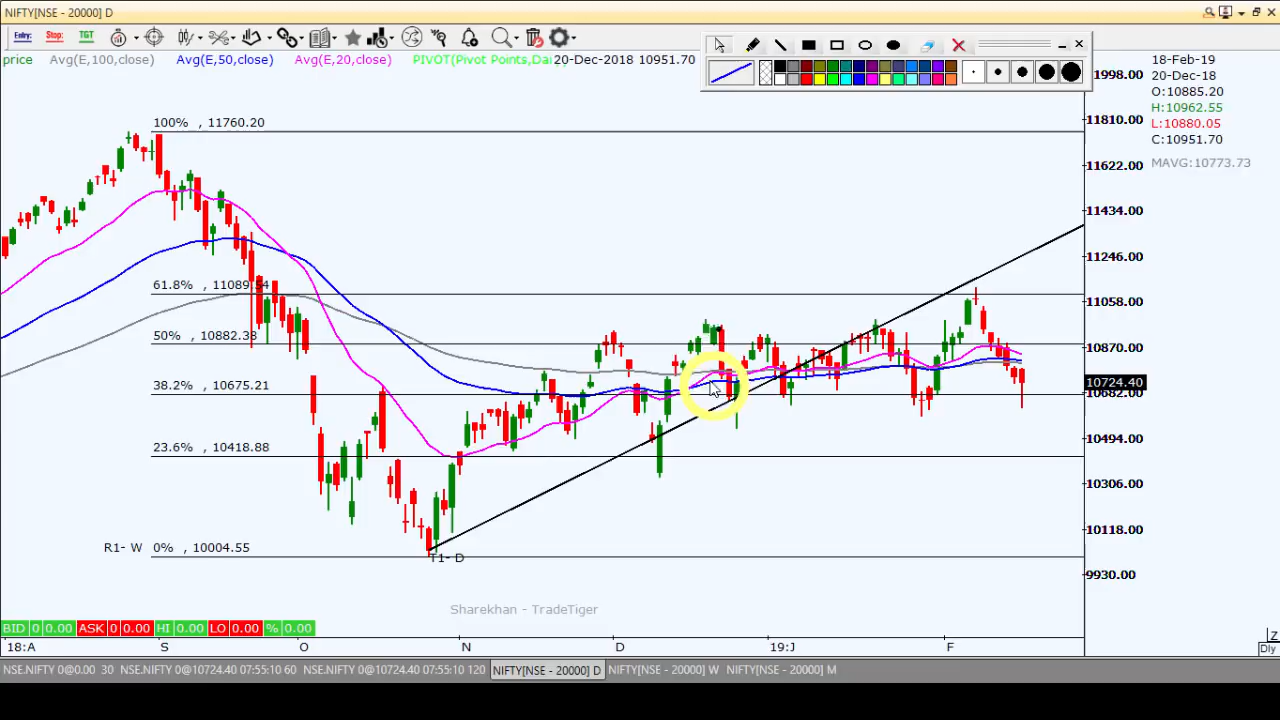 NIFTY[NSE - 20000] D
Entry: Stop: TGT
price Avg(E,100,close) Avg(E,50,close) Avg(E,20,close) PIVOT(Pivot Points,Dai 20-Dec-2018 10951.70
18-Feb-19
20-Dec-18
O:10885.20
H:10962.55
L:10880.05
C:10951.70
MAVG:10773.73
11998.00
11810.00
11622.00
11434.00
11246.00
11058.00
10870.00
10724.40
10682.00
10494.00
10306.00
10118.00
9930.00
100% , 11760.20
61.8% , 11089.54
50% , 10882.38
38.2% , 10675.21
23.6% , 10418.88
R1- W 0% , 10004.55
T1- D
Sharekhan - TradeTiger
BID 0 0.00 ASK 0 0.00 HI 0.00 LO 0.00 % 0.00
18:A S O N D 19:J F
Z
Dly
NSE.NIFTY 0@0.00 30 NSE.NIFTY 0@10724.40 07:55:10 60 NSE.NIFTY 0@10724.40 07:55:10 120 NIFTY[NSE - 20000] D NIFTY[NSE - 20000] W NIFTY[NSE - 20000] M